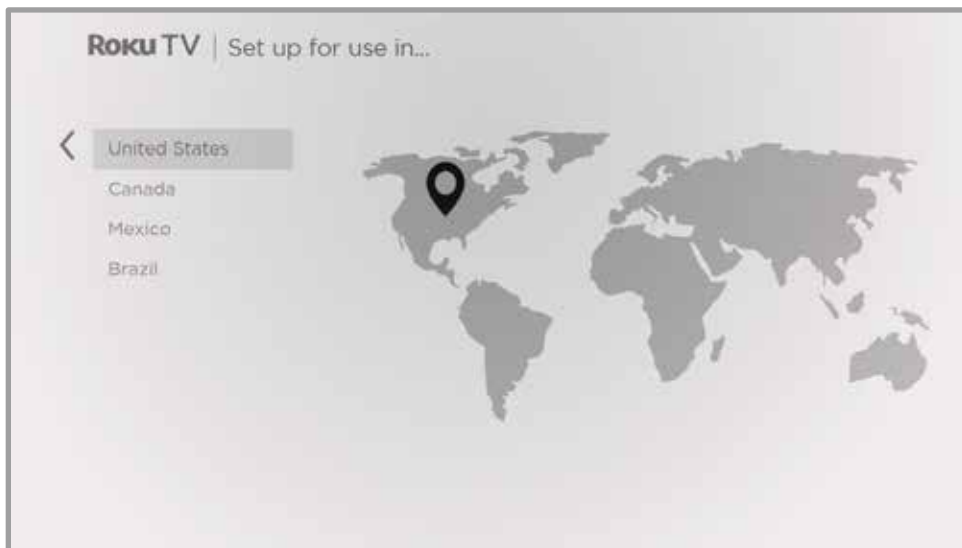 Roku TV | Set up for use in...
United States
Canada
Mexico
Brazil